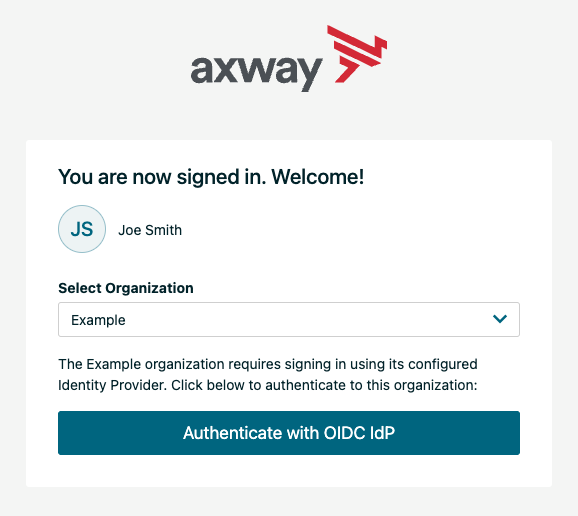 axway
You are now signed in. Welcome!
JS
Joe Smith
Select Organization
Example
The Example organization requires signing in using its configured
Identity Provider. Click below to authenticate to this organization:
Authenticate with OIDC IdP